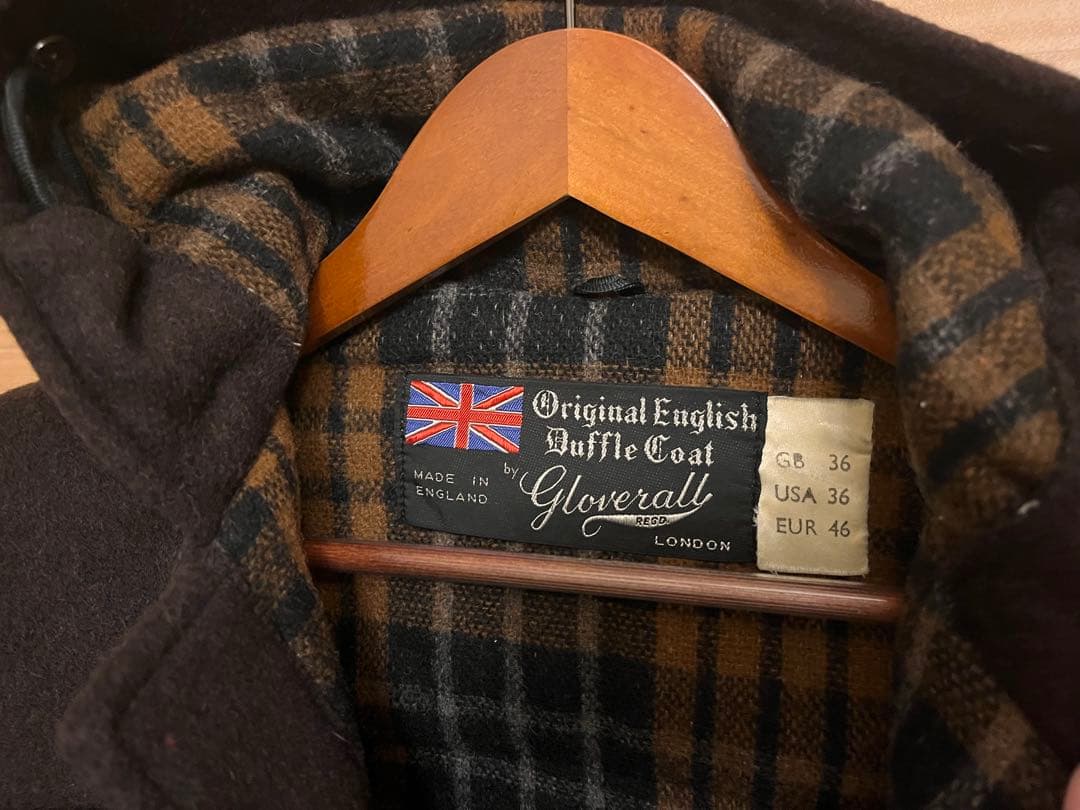 Original English
Duffle Coat
by Gloverall
REGD.
LONDON
MADE IN
ENGLAND
GB 36
USA 36
EUR 46